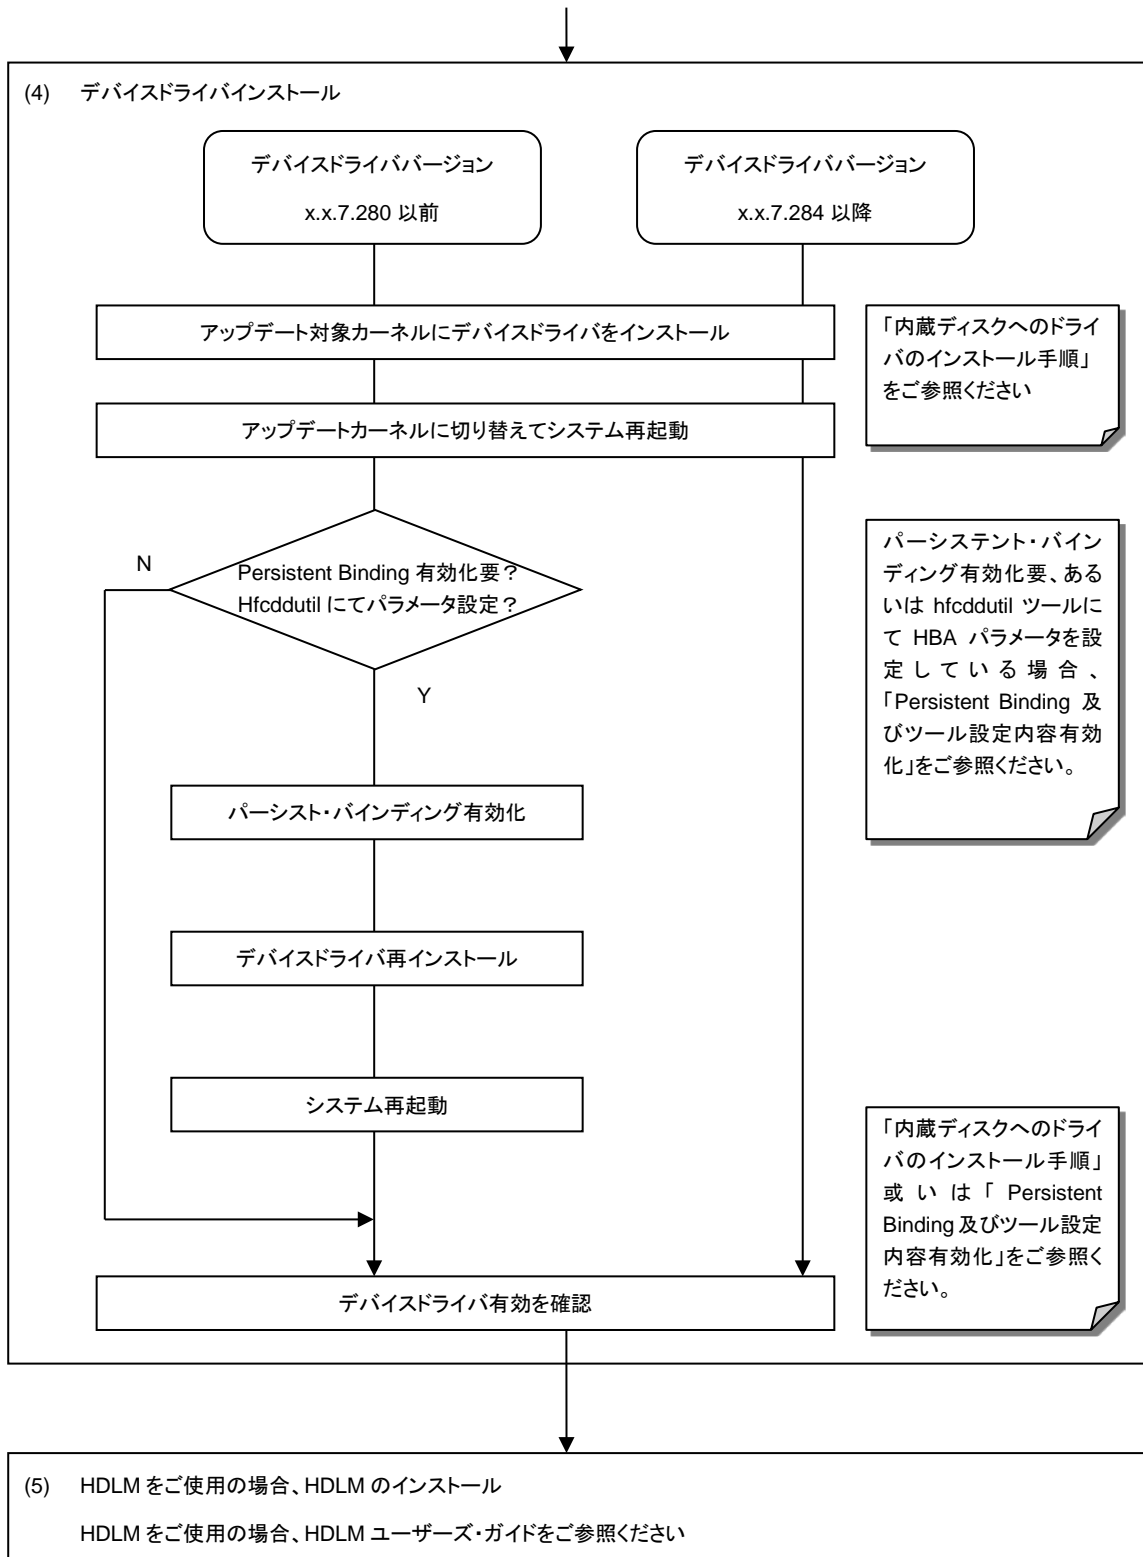 (4) デバイスドライバインストール
デバイスドライババージョン
x.x.7.280 以前
デバイスドライババージョン
x.x.7.284 以降
アップデート対象カーネルにデバイスドライバをインストール
「内蔵ディスクへのドライ
バのインストール手順」
をご参照ください
アップデートカーネルに切り替えてシステム再起動
N
Persistent Binding 有効化要？
Hfcddutil にてパラメータ設定？
Y
パーシステント・バイン
ディング有効化要、ある
いは hfcddutil ツールに
て HBA パラメータを設
定している場合、
「Persistent Binding 及
びツール設定内容有効
化」をご参照ください。
パーシスト・バインディング有効化
デバイスドライバ再インストール
システム再起動
「内蔵ディスクへのドライ
バのインストール手順」
或いは「 Persistent
Binding 及びツール設定
内容有効化」をご参照く
ださい。
デバイスドライバ有効を確認
(5) HDLM をご使用の場合、HDLM のインストール
HDLM をご使用の場合、HDLM ユーザーズ・ガイドをご参照ください